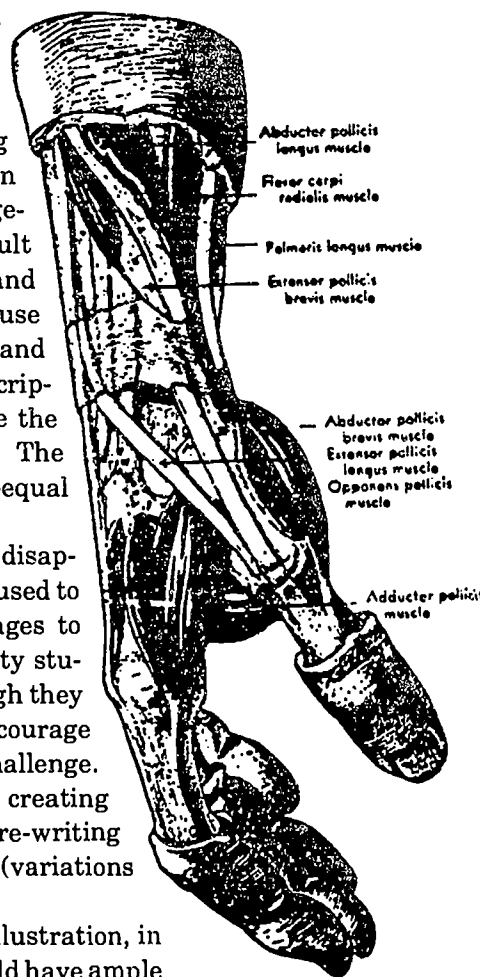 g
n
ge-
ult
and
use
and
crip-
e the
The
equal
disap-
used to
ages to
ty stu-
gh they
courage
hallenge.
creating
re-writing
(variations
llustration, in
ld have ample
Abductor pollicis
longus muscle
Flexor carpi
radialis muscle
Palmaris longus muscle
Extensor pollicis
brevis muscle
Abductor pollicis
brevis muscle
Extensor pollicis
longus muscle
Opponens pollicis
muscle
Adductor pollicis
muscle